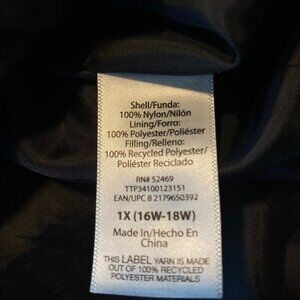 Shell/Funda:
100% Nylon/Nilón
Lining/Forro:
100% Polyester/Poliéster
Filling/Relleno:
100% Recycled Polyester/
Poliéster Reciclado
RN# 52469
TTP34100123151
EAN/UPC 8 2179650392
1X (16W-18W)
Made In/Hecho En
China
THIS LABEL YARN IS MADE
OUT OF 100% RECYCLED
POLYESTER MATERIALS